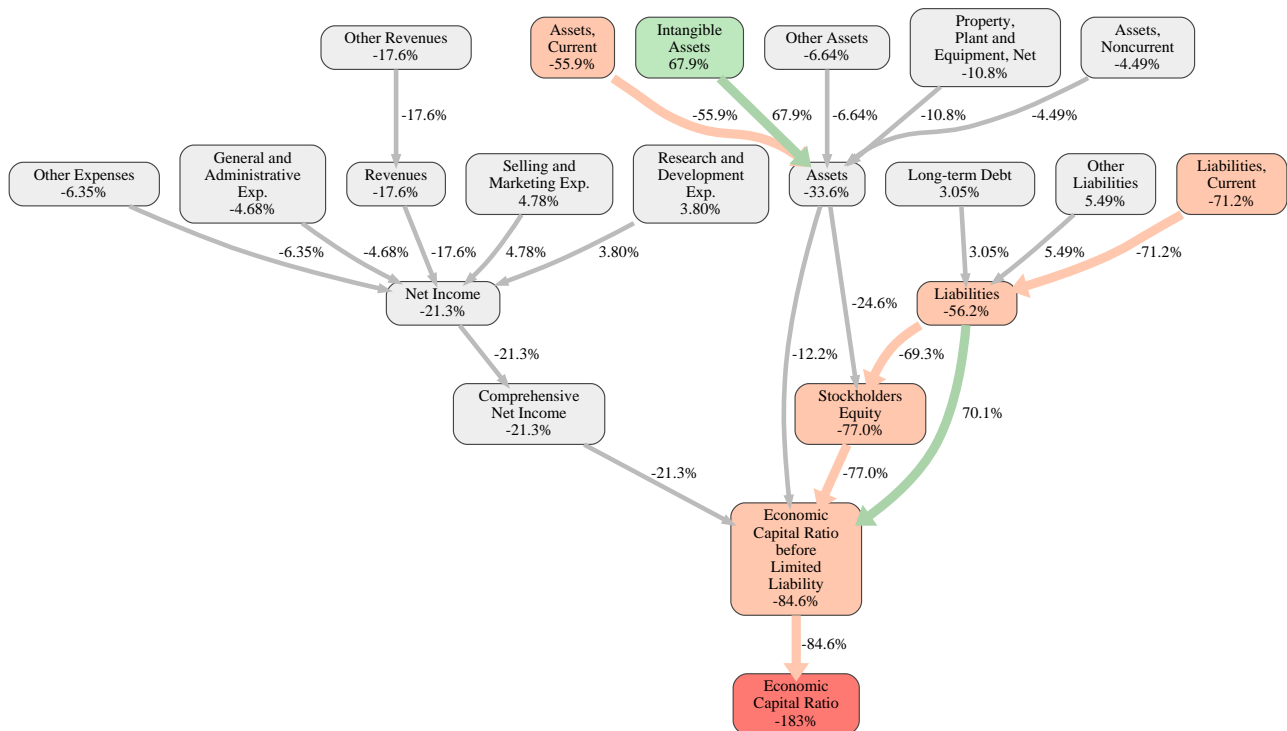 Other Revenues
-17.6%
Assets,
Current
-55.9%
Intangible
Assets
67.9%
Other Assets
-6.64%
Property,
Plant and
Equipment, Net
-10.8%
Assets,
Noncurrent
-4.49%
-17.6%
-55.9%
67.9%
-6.64%
-10.8%
-4.49%
Other Expenses
-6.35%
General and
Administrative
Exp.
-4.68%
Revenues
-17.6%
Selling and
Marketing Exp.
4.78%
Research and
Development
Exp.
3.80%
Assets
-33.6%
Long-term Debt
3.05%
Other
Liabilities
5.49%
Liabilities,
Current
-71.2%
-6.35%
-4.68%
-17.6%
4.78%
3.80%
3.05%
5.49%
-71.2%
Net Income
-21.3%
-24.6%
Liabilities
-56.2%
-21.3%
-12.2%
-69.3%
Comprehensive
Net Income
-21.3%
Stockholders
Equity
-77.0%
70.1%
-21.3%
-77.0%
Economic
Capital Ratio
before
Limited
Liability
-84.6%
-84.6%
Economic
Capital Ratio
-183%